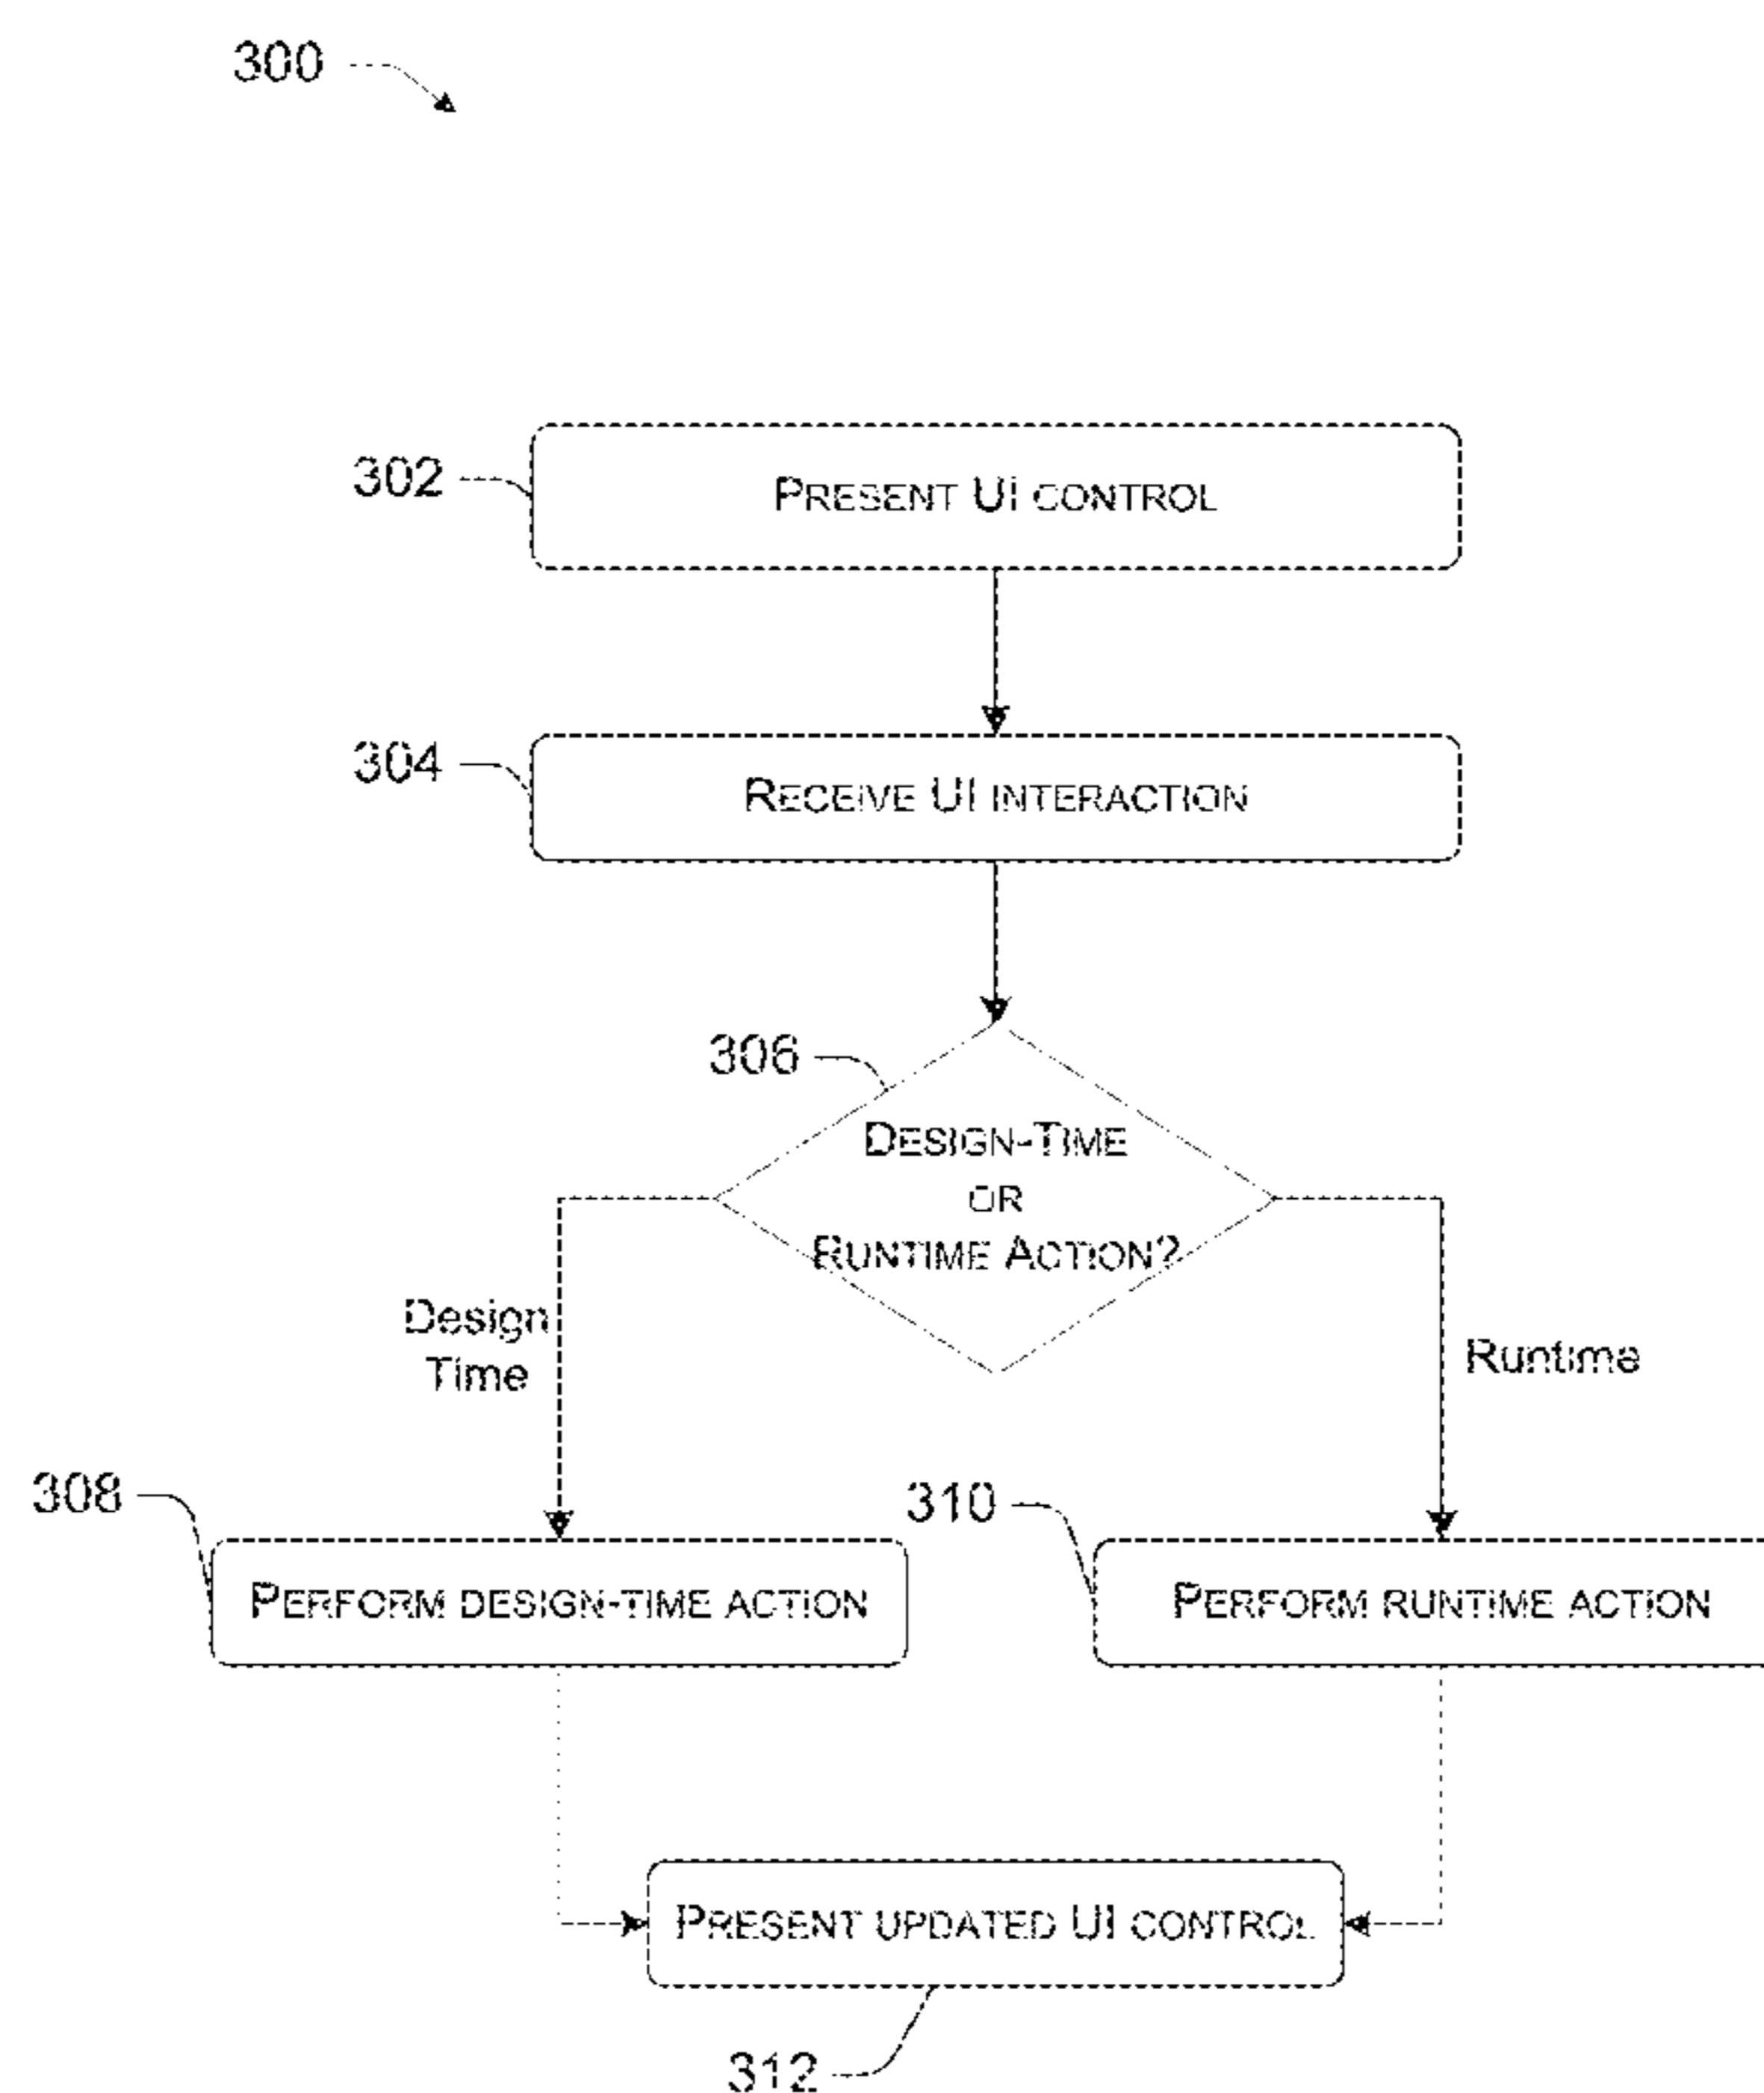 300
302
PRESENT UI CONTROL
304
RECEIVE UI INTERACTION
306
DESIGN-TIME
OR
RUNTIME ACTION?
Design
Time
Runtime
308
310
PERFORM DESIGN-TIME ACTION
PERFORM RUNTIME ACTION
PRESENT UPDATED UI CONTROL
312